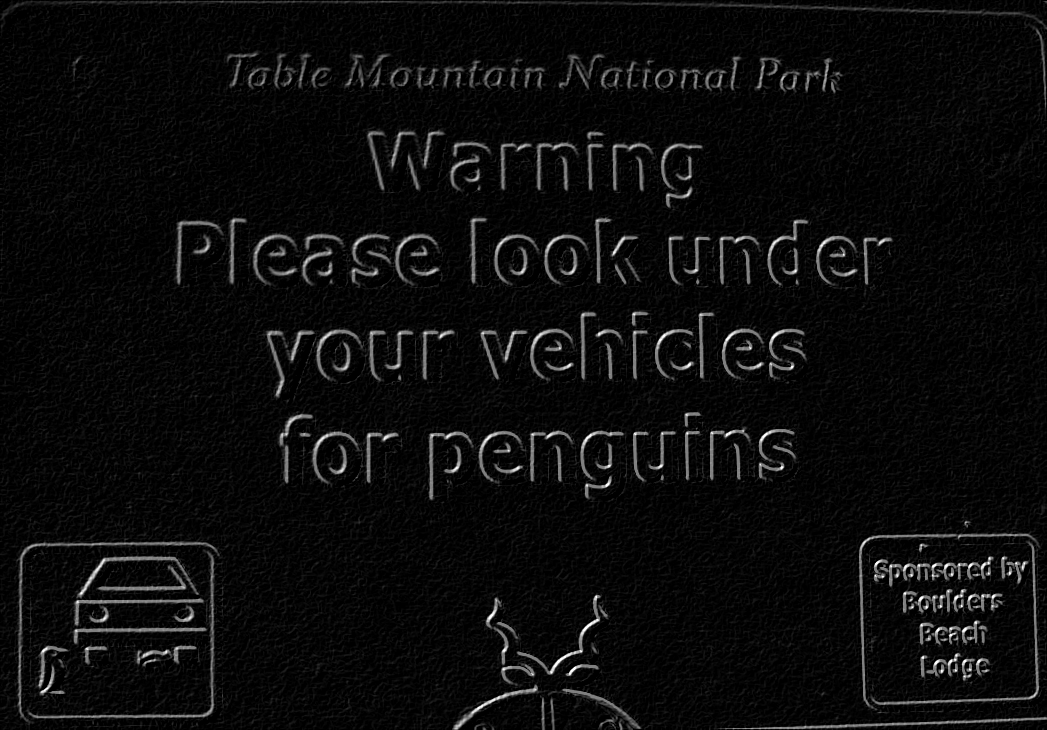 Table Mountain National Park
Warning
Please look under
your vehicles
for penguins
Sponsored by
Boulders
Beach
Lodge